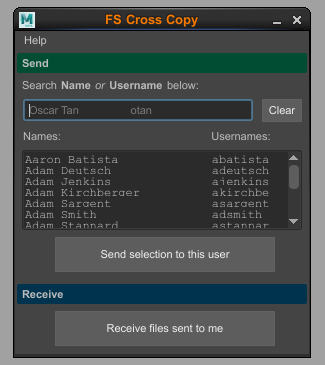 M
FS Cross Copy
Help
Send
Search Name or Username below:
Oscar Tan otan
Clear
Names: Usernames:
Aaron Batista abatista
Adam Deutsch adeutsch
Adam Jenkins ajenkins
Adam Kirchberger akirchbe
Adam Sargent asargent
Adam Smith adsmith
Adam Stannard astannar
Send selection to this user
Receive
Receive files sent to me